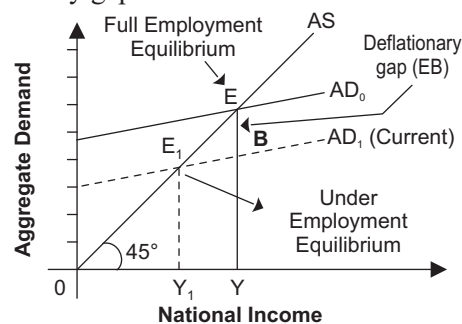 y gap
Full Employment
Equilibrium
AS
Deflationary
gap (EB)
E
AD₀
E₁
B
AD₁ (Current)
Under
Employment
Equilibrium
45°
0
Y₁
Y
National Income
Aggregate Demand